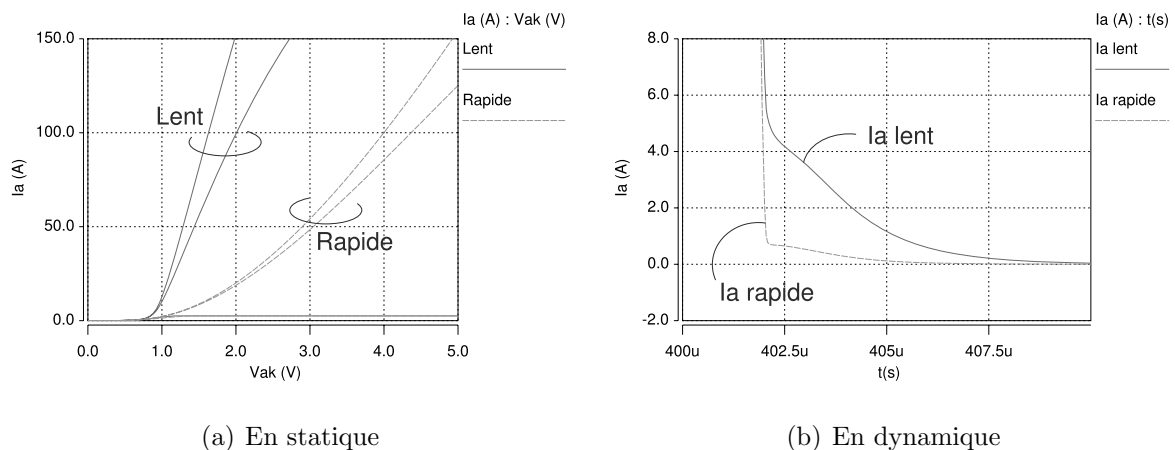 Ia (A) : Vak (V)
Lent
Rapide
150.0
100.0
50.0
0.0
Ia (A)
Lent
Rapide
0.0 1.0 2.0 3.0 4.0 5.0
Vak (V)
(a) En statique
Ia (A) : t(s)
Ia lent
Ia rapide
8.0
6.0
4.0
2.0
0.0
-2.0
Ia (A)
Ia lent
Ia rapide
400u 402.5u 405u 407.5u
t(s)
(b) En dynamique